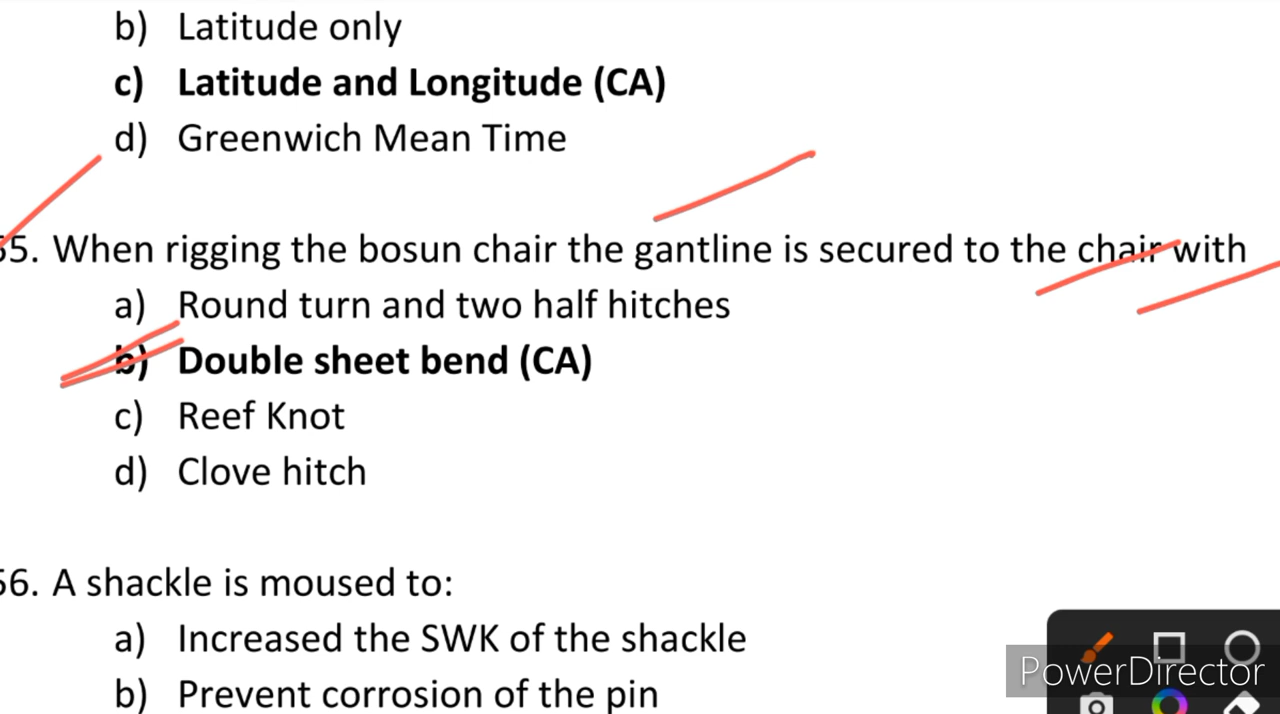 b) Latitude only
c) Latitude and Longitude (CA)
d) Greenwich Mean Time
55. When rigging the bosun chair the gantline is secured to the chair with
a) Round turn and two half hitches
b) Double sheet bend (CA)
c) Reef Knot
d) Clove hitch
56. A shackle is moused to:
a) Increased the SWK of the shackle
b) Prevent corrosion of the pin
PowerDirector